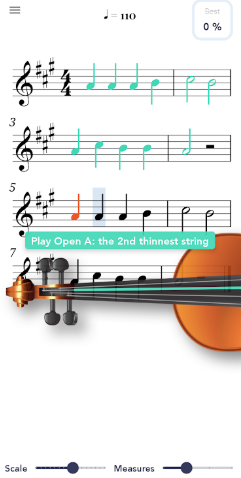 Best
♩ = 110
0 %
3
5
Play Open A: the 2nd thinnest string
7
Scale
Measures